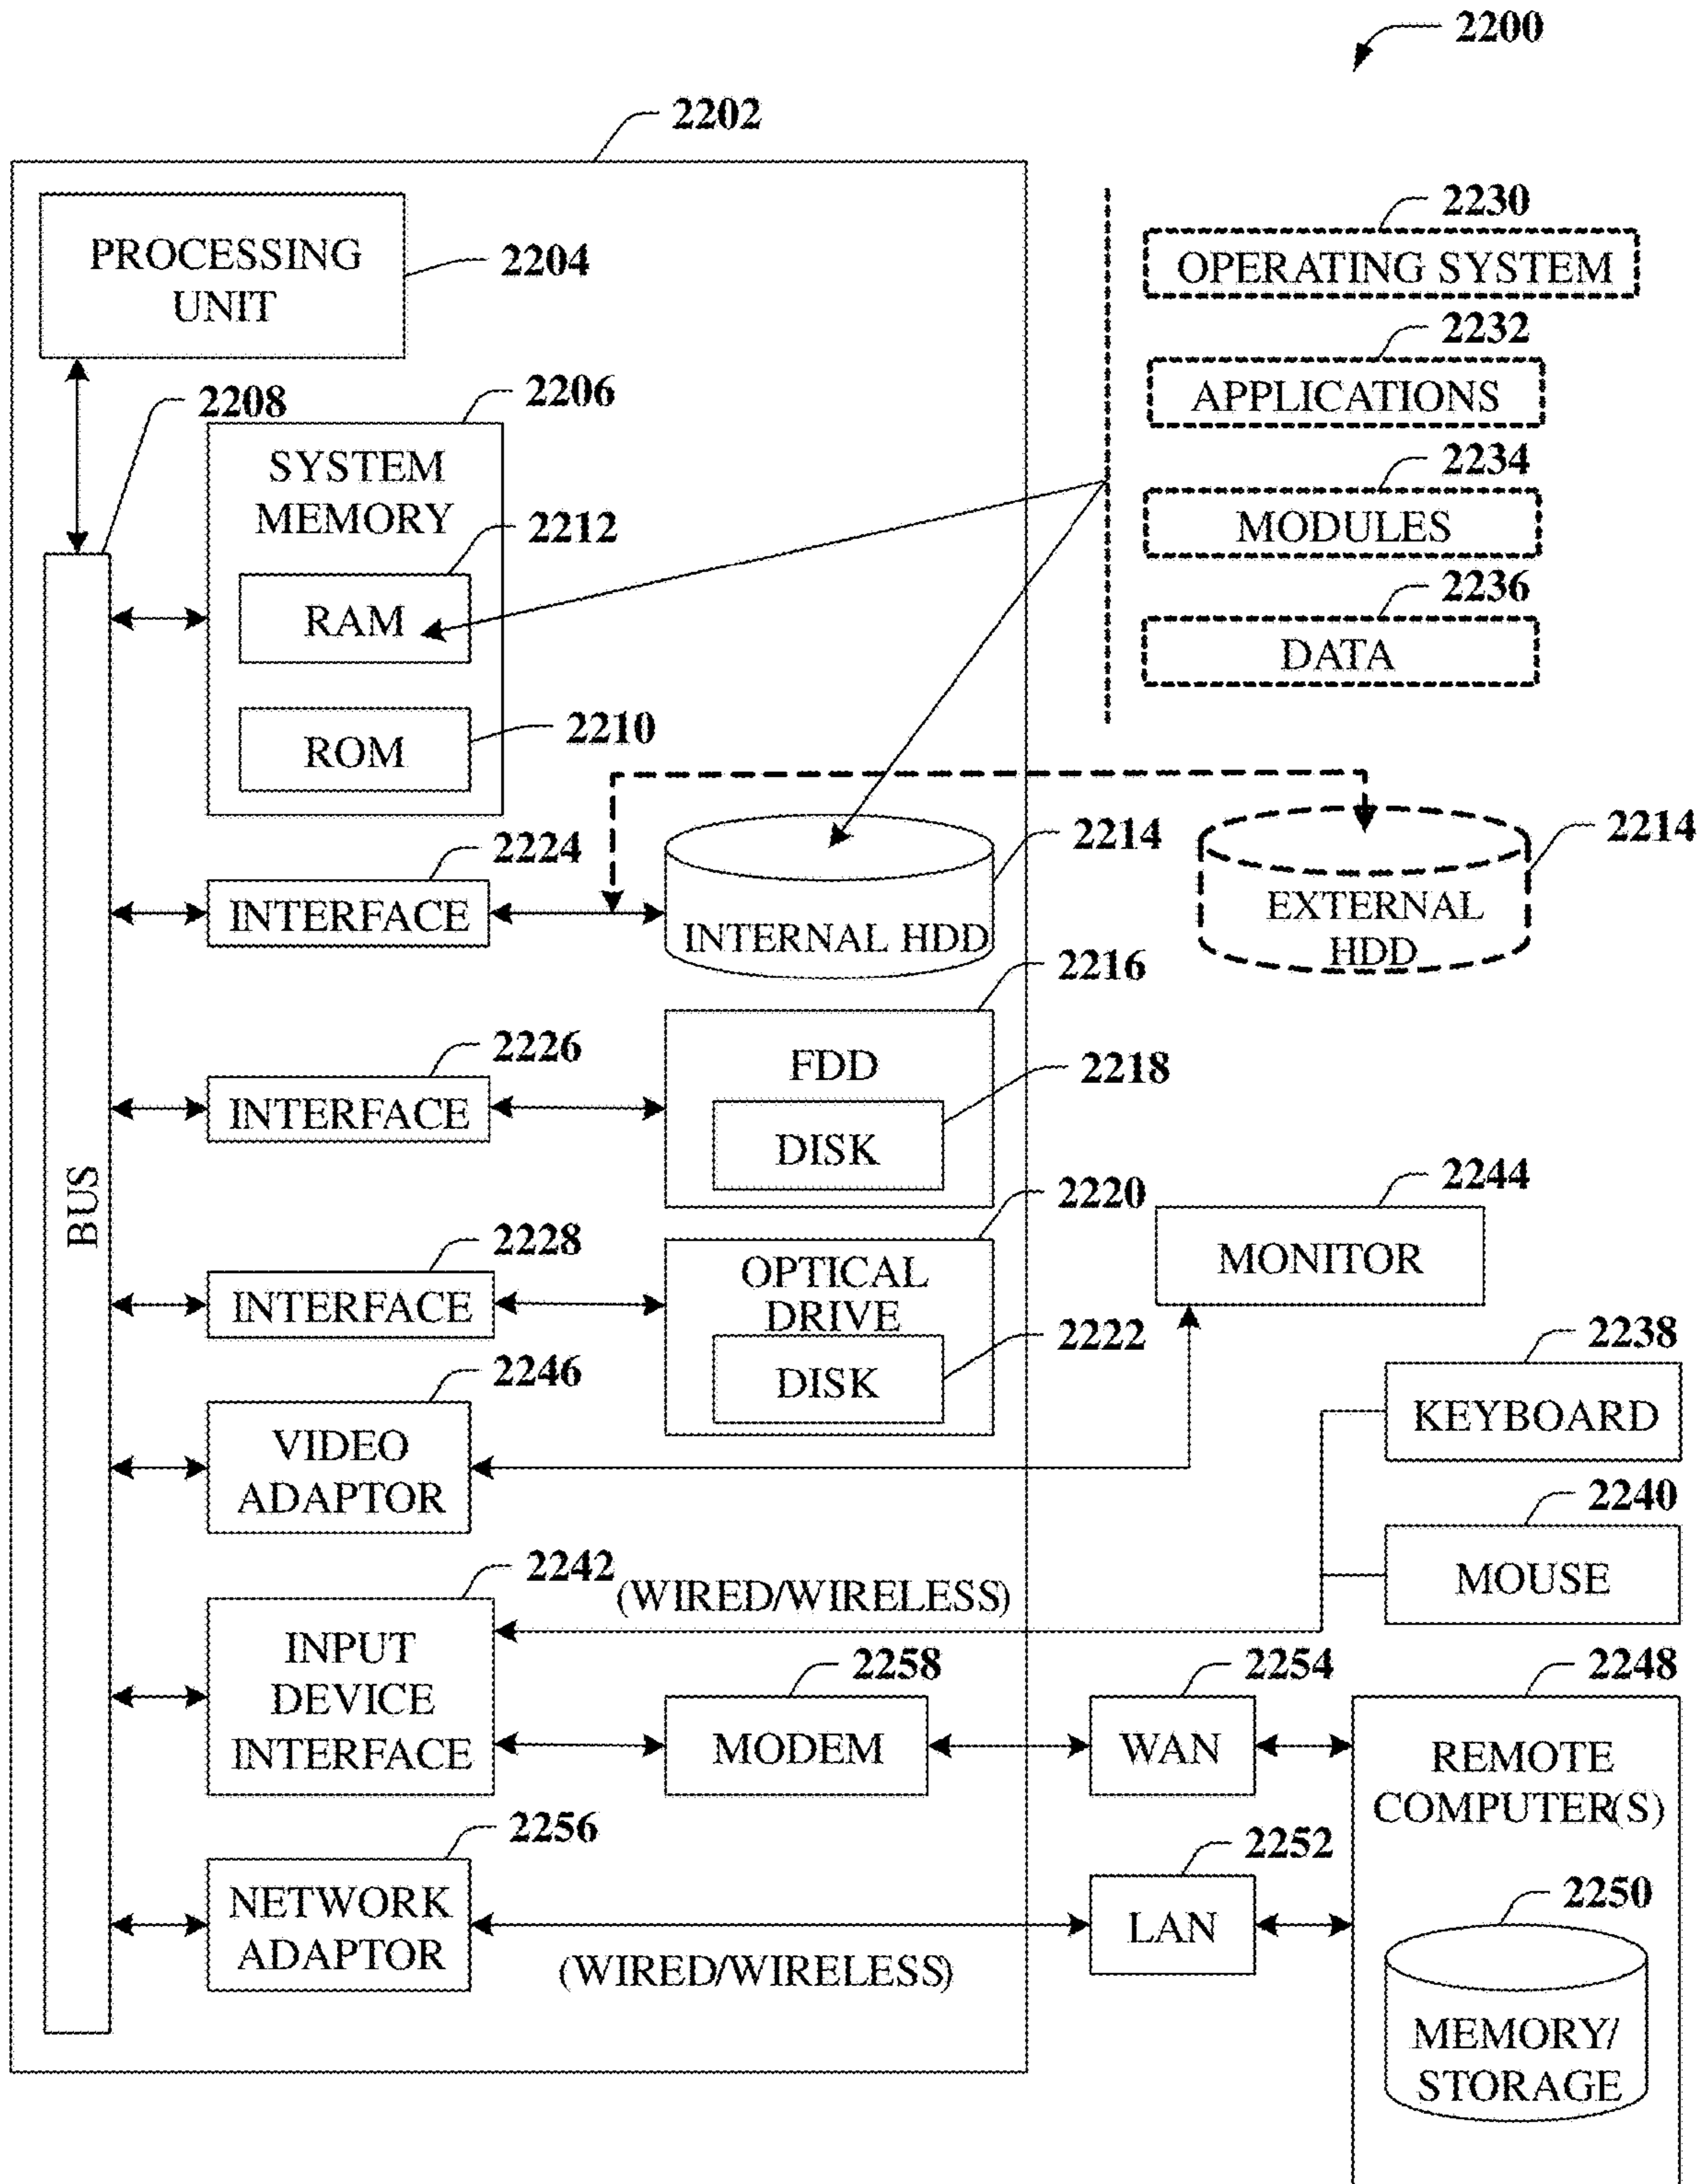 2200
2202
PROCESSING
UNIT
2204
2230
OPERATING SYSTEM
2232
APPLICATIONS
2234
MODULES
2236
DATA
2208
2206
SYSTEM
MEMORY
2212
RAM
2210
ROM
2224
INTERFACE
2214
INTERNAL HDD
2214
EXTERNAL
HDD
2226
INTERFACE
2216
FDD
2218
DISK
BUS
2228
INTERFACE
2220
OPTICAL
DRIVE
2222
DISK
2244
MONITOR
2246
VIDEO
ADAPTOR
2238
KEYBOARD
2240
MOUSE
2242
(WIRED/WIRELESS)
INPUT
DEVICE
INTERFACE
2258
MODEM
2254
WAN
2248
REMOTE
COMPUTER(S)
2256
NETWORK
ADAPTOR
(WIRED/WIRELESS)
2252
LAN
2250
MEMORY/
STORAGE